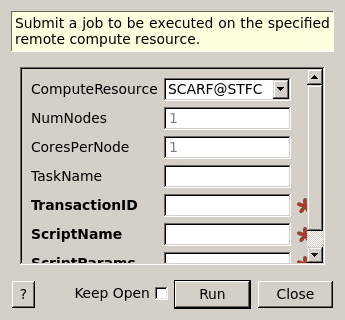 Submit a job to be executed on the specified
remote compute resource.
ComputeResource SCARF@STFC
NumNodes 1
CoresPerNode 1
TaskName
TransactionID *
ScriptName *
ScriptParams *
? Keep Open Run Close